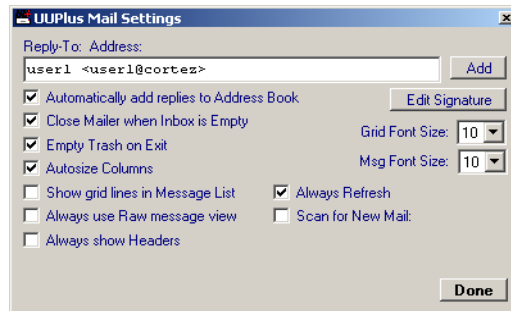 UUPlus Mail Settings
Reply-To: Address:
user1 <user1@cortez>
Add
Automatically add replies to Address Book
Edit Signature
Close Mailer when Inbox is Empty
Grid Font Size: 10
Empty Trash on Exit
Msg Font Size: 10
Autosize Columns
Show grid lines in Message List
Always Refresh
Always use Raw message view
Scan for New Mail:
Always show Headers
Done